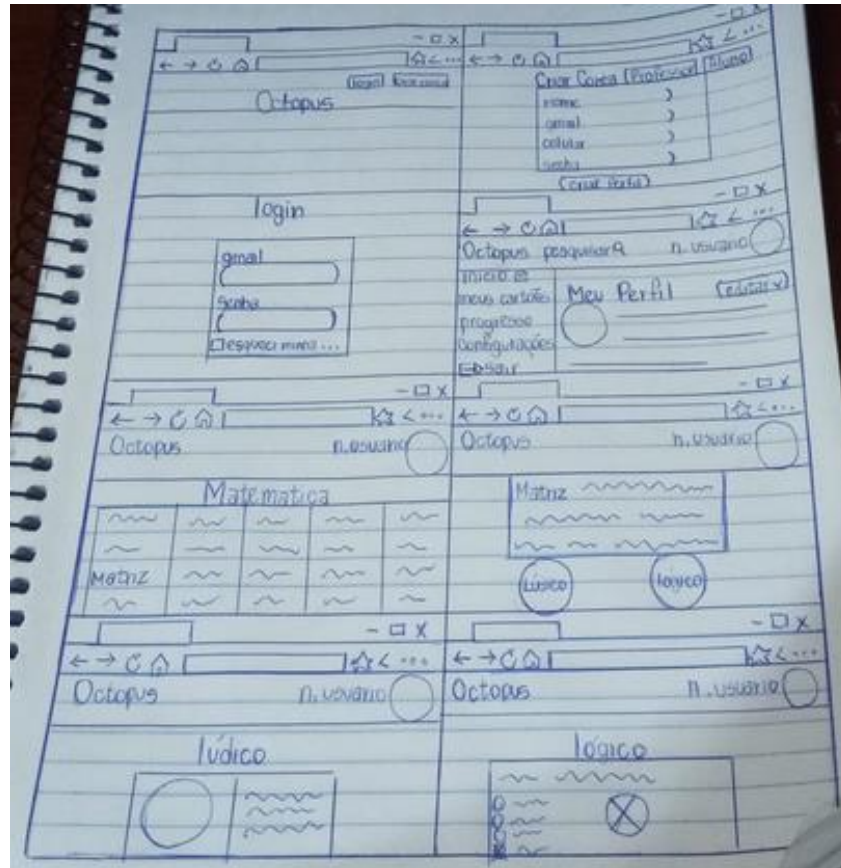 Octopus
login
Criar Conta Professor Aluno
nome
gmail
celular
senha
criar Perfil
login
gmail
Senha
Esqueci minha ...
Octopus pesquisar n. usuario
inicio
meus cartões
progresso
configurações
sair
Meu Perfil editar
Octopus n. usuario
Matematica
Matriz
Octopus n. usuario
Matriz
lógico
Octopus n. usuario
lúdico
Octopus n. usuario
lógico